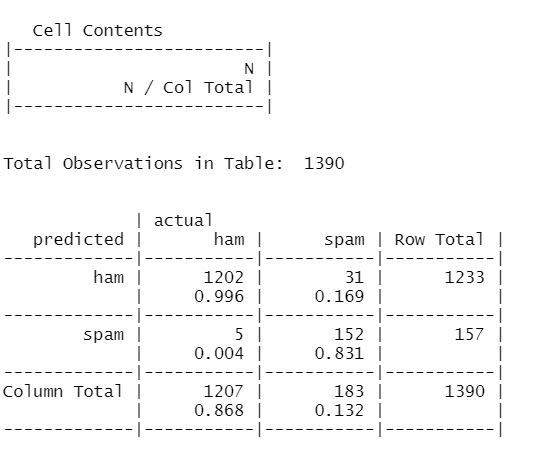 Cell Contents
|-------------------------|
|                       N |
|           N / Col Total |
|-------------------------|
Total Observations in Table:  1390
             | actual
   predicted |       ham |      spam | Row Total |
-------------|-----------|-----------|-----------|
         ham |      1202 |        31 |      1233 |
             |     0.996 |     0.169 |           |
-------------|-----------|-----------|-----------|
        spam |         5 |       152 |       157 |
             |     0.004 |     0.831 |           |
-------------|-----------|-----------|-----------|
Column Total |      1207 |       183 |      1390 |
             |     0.868 |     0.132 |           |
-------------|-----------|-----------|-----------|